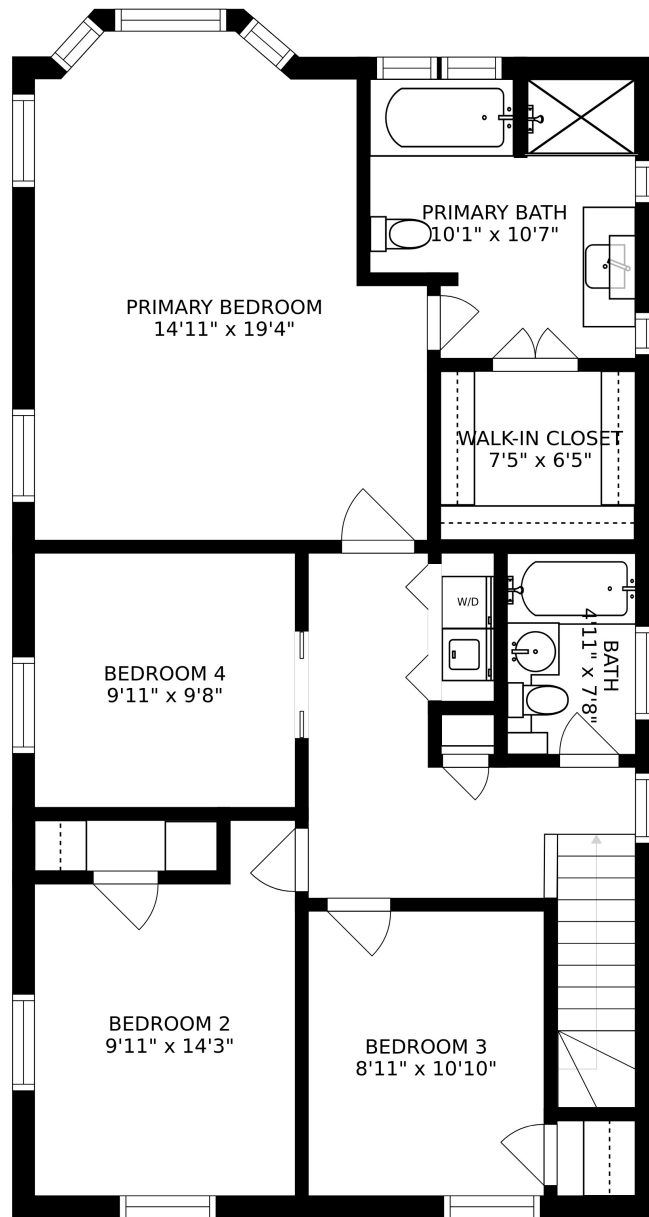 PRIMARY BATH
10'1" x 10'7"
PRIMARY BEDROOM
14'11" x 19'4"
WALK-IN CLOSET
7'5" x 6'5"
W/D
BATH
4'11" x 7'8"
BEDROOM 4
9'11" x 9'8"
BEDROOM 2
9'11" x 14'3"
BEDROOM 3
8'11" x 10'10"